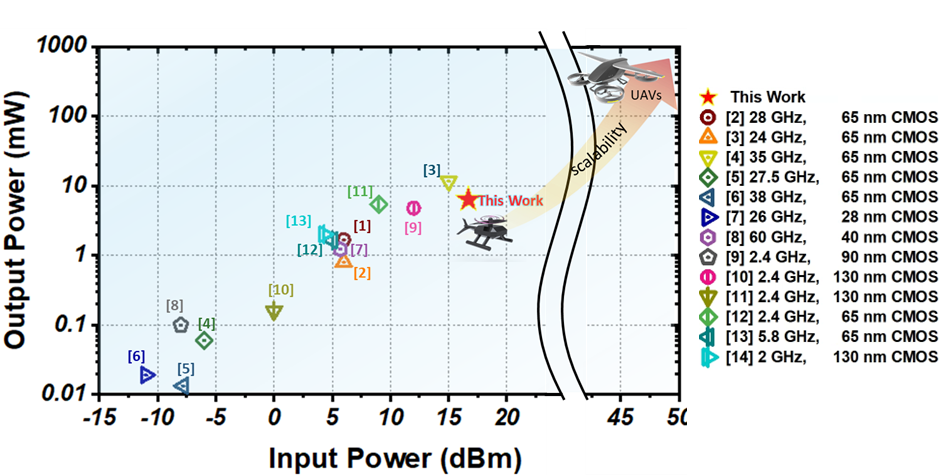 1000
100
10
1
0.1
0.01
-15 -10 -5 0 5 10 15 20 45 50
Output Power (mW)
Input Power (dBm)
UAVs
scalability
[3]
This Work
[11]
[9]
[13]
[1]
[12]
[7]
[2]
[10]
[8]
[4]
[6]
[5]
This Work
[2] 28 GHz, 65 nm CMOS
[3] 24 GHz, 65 nm CMOS
[4] 35 GHz, 65 nm CMOS
[5] 27.5 GHz, 65 nm CMOS
[6] 38 GHz, 65 nm CMOS
[7] 26 GHz, 28 nm CMOS
[8] 60 GHz, 40 nm CMOS
[9] 2.4 GHz, 90 nm CMOS
[10] 2.4 GHz, 130 nm CMOS
[11] 2.4 GHz, 130 nm CMOS
[12] 2.4 GHz, 65 nm CMOS
[13] 5.8 GHz, 65 nm CMOS
[14] 2 GHz, 130 nm CMOS